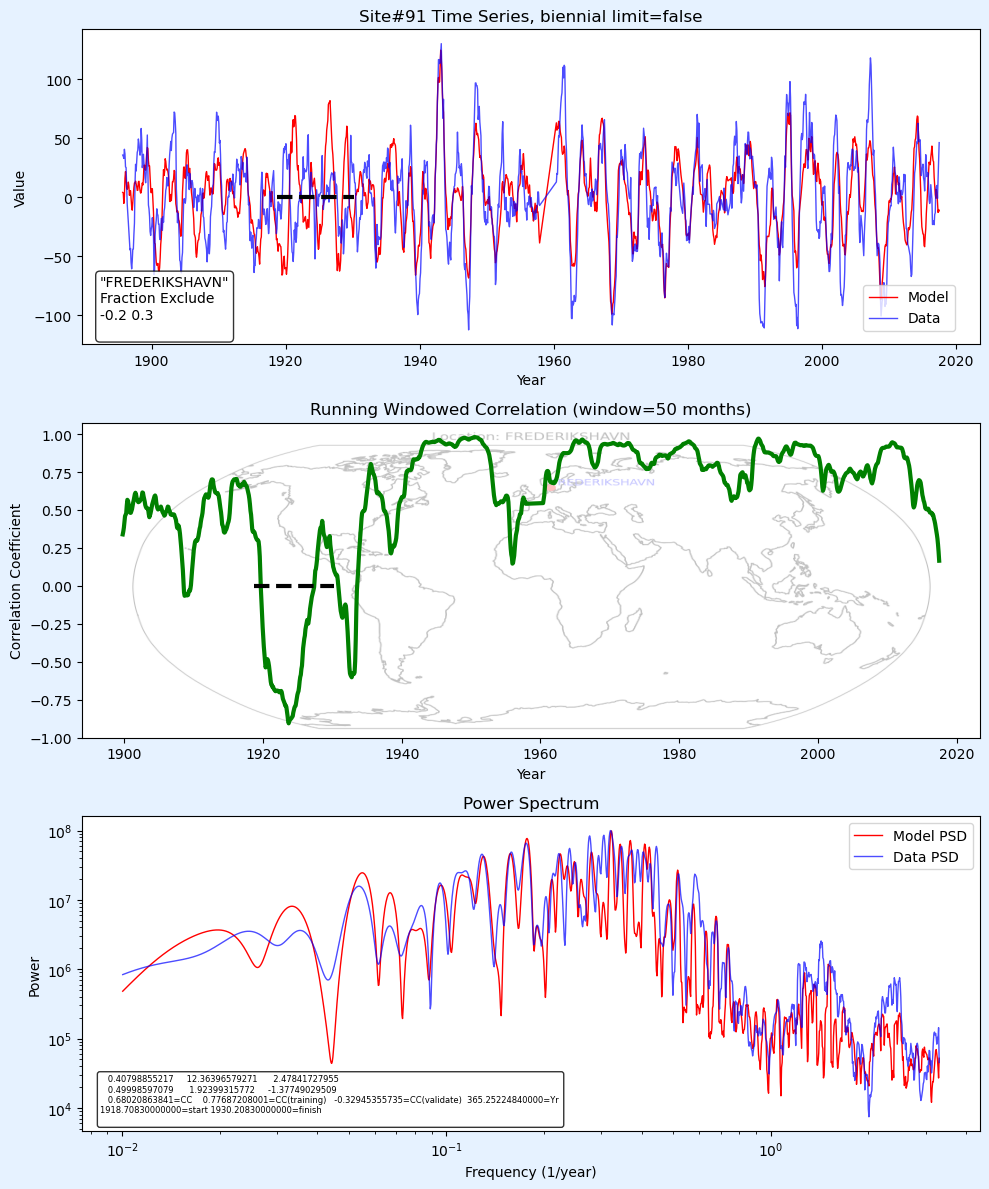 Site#91 Time Series, biennial limit=false
Value
100
50
0
−50
−100
"FREDERIKSHAVN"
Fraction Exclude
-0.2 0.3
Model
Data
1900 1920 1940 1960 1980 2000 2020
Year
Running Windowed Correlation (window=50 months)
Location: FREDERIKSHAVN
FREDERIKSHAVN
Correlation Coefficient
1.00
0.75
0.50
0.25
0.00
−0.25
−0.50
−0.75
−1.00
1900 1920 1940 1960 1980 2000 2020
Year
Power Spectrum
Model PSD
Data PSD
Power
10⁸
10⁷
10⁶
10⁵
10⁴
0.40798855217 12.36396579271 2.47841727955
0.49998597079 1.92399315772 -1.37749029509
0.68020863841=CC 0.77687208001=CC(training) -0.32945355735=CC(validate) 365.25224840000=Yr
1918.70830000000=start 1930.20830000000=finish
10⁻² 10⁻¹ 10⁰
Frequency (1/year)